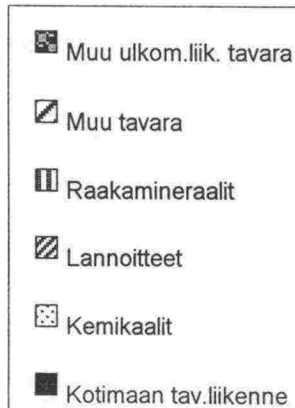 Muu ulkom.liik. tavara
Muu tavara
Raakamineraalit
Lannoitteet
Kemikaalit
Kotimaan tav.liikenne